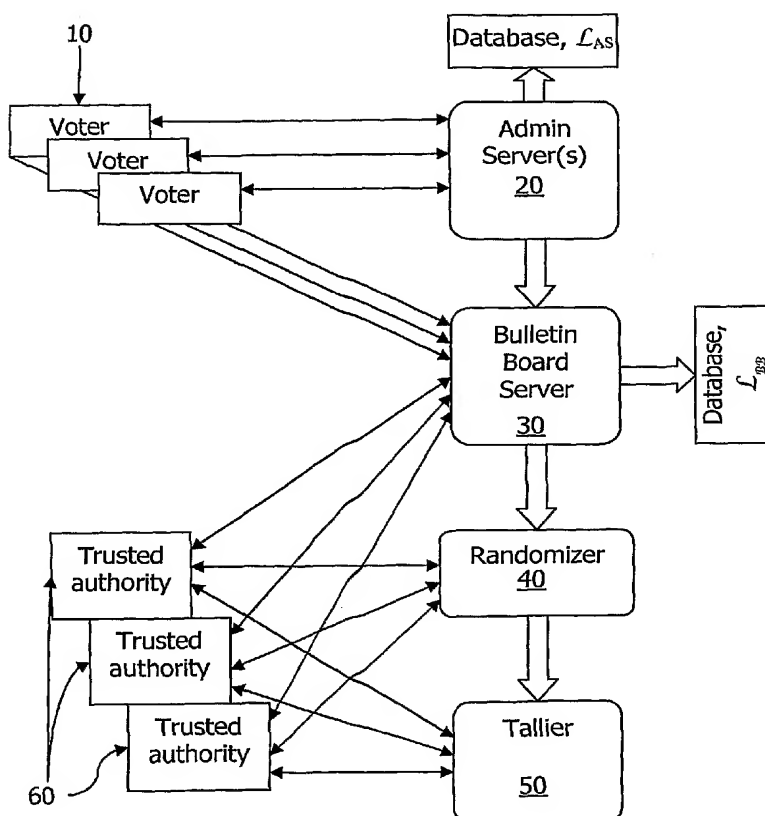 10
Database, ℒAS
Voter
Voter
Voter
Admin
Server(s)
20
Bulletin
Board
Server
30
Database,
ℒBB
Trusted
authority
Trusted
authority
Trusted
authority
60
Randomizer
40
Tallier
50